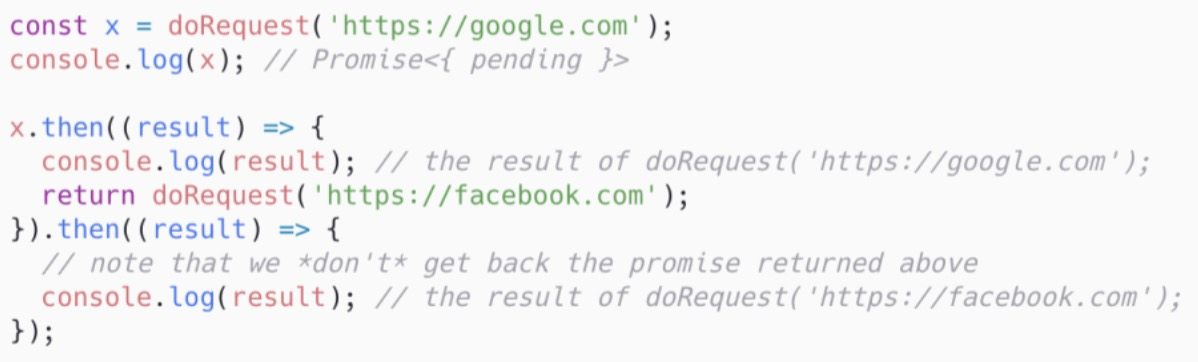 const x = doRequest('https://google.com');
console.log(x); // Promise<{ pending }>

x.then((result) => {
  console.log(result); // the result of doRequest('https://google.com');
  return doRequest('https://facebook.com');
}).then((result) => {
  // note that we *don't* get back the promise returned above
  console.log(result); // the result of doRequest('https://facebook.com');
});